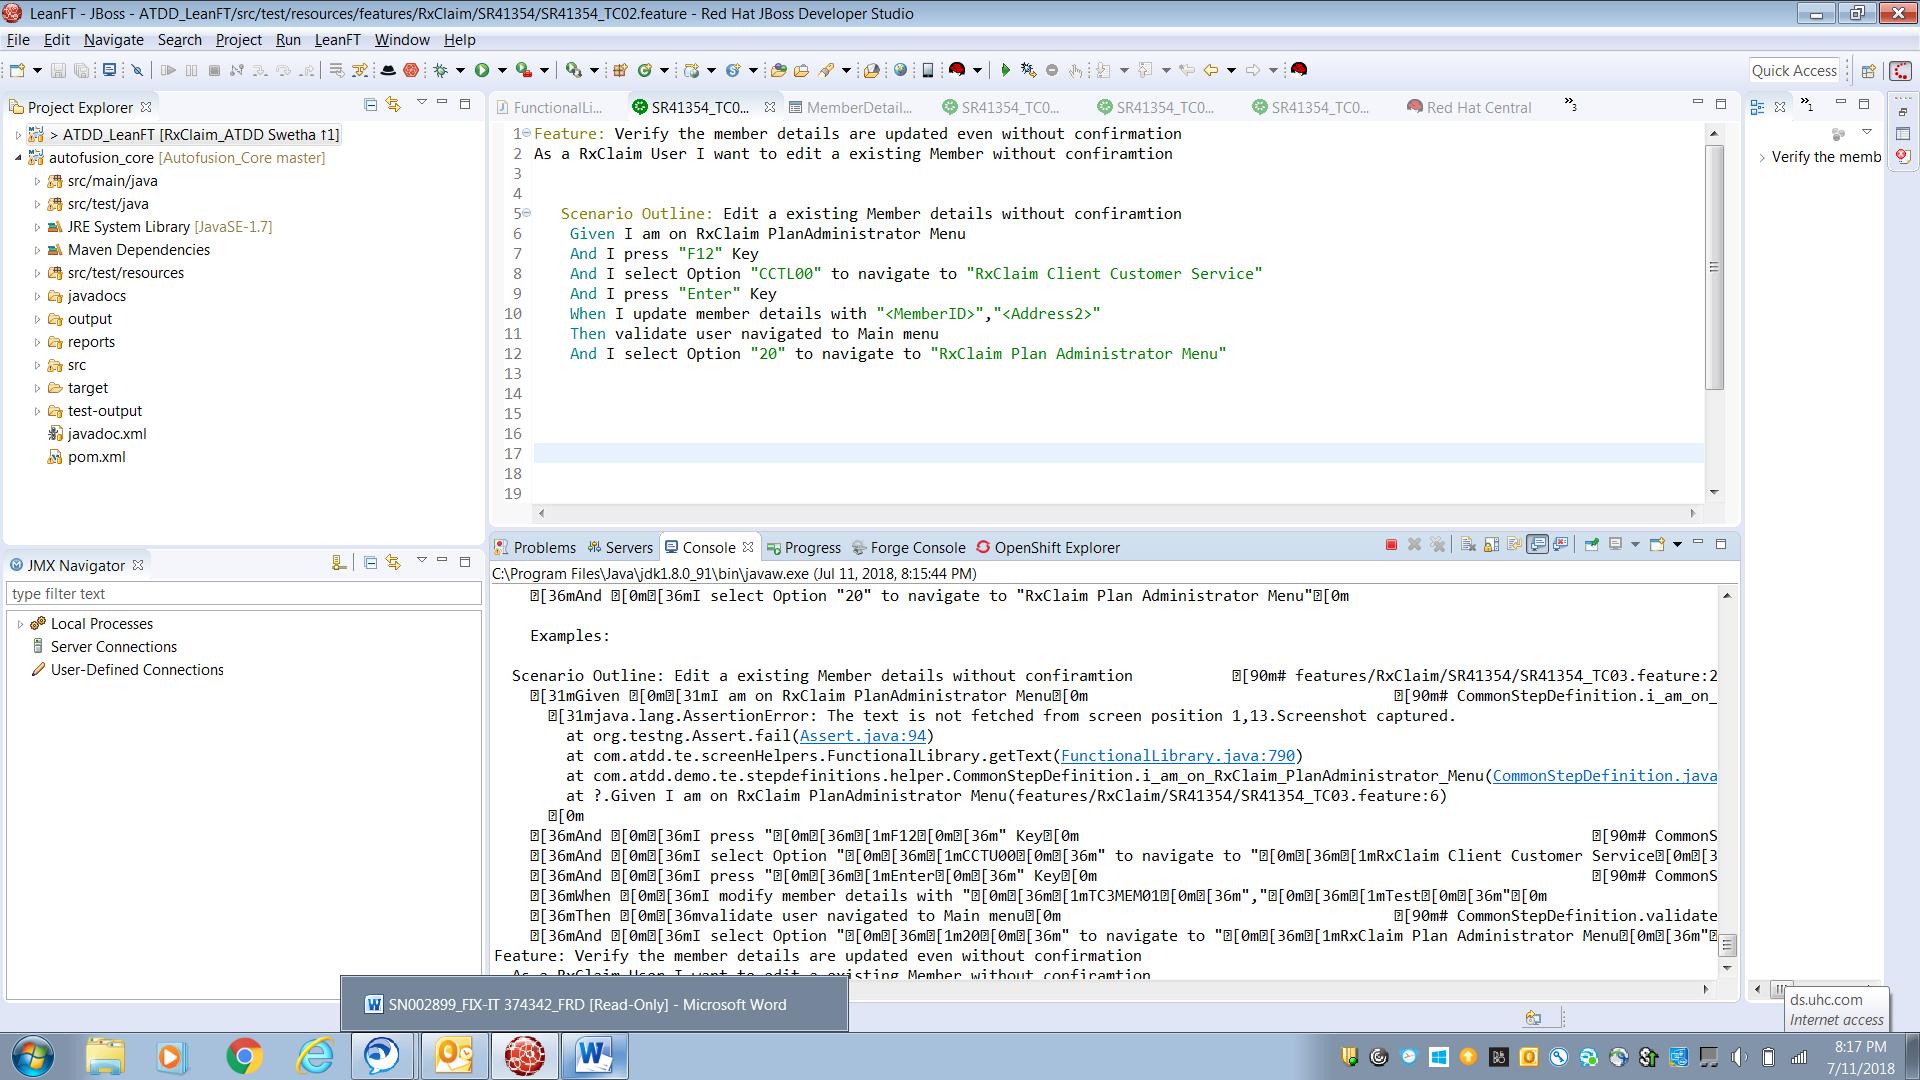 LeanFT - JBoss - ATDD_LeanFT/src/test/resources/features/RxClaim/SR41354/SR41354_TC02.feature - Red Hat JBoss Developer Studio
File Edit Navigate Search Project Run LeanFT Window Help
Quick Access
Project Explorer
> ATDD_LeanFT [RxClaim_ATDD Swetha ↑1]
autofusion_core [Autofusion_Core master]
src/main/java
src/test/java
JRE System Library [JavaSE-1.7]
Maven Dependencies
src/test/resources
javadocs
output
reports
src
target
test-output
javadoc.xml
pom.xml
JMX Navigator
type filter text
Local Processes
Server Connections
User-Defined Connections
FunctionalLi... SR41354_TC0... MemberDetail... SR41354_TC0... SR41354_TC0... SR41354_TC0... Red Hat Central »3
1 Feature: Verify the member details are updated even without confirmation
2 As a RxClaim User I want to edit a existing Member without confiramtion
3
4
5 Scenario Outline: Edit a existing Member details without confiramtion
6 Given I am on RxClaim PlanAdministrator Menu
7 And I press "F12" Key
8 And I select Option "CCTL00" to navigate to "RxClaim Client Customer Service"
9 And I press "Enter" Key
10 When I update member details with "<MemberID>","<Address2>"
11 Then validate user navigated to Main menu
12 And I select Option "20" to navigate to "RxClaim Plan Administrator Menu"
13
14
15
16
17
18
19
»1
Verify the memb
Problems Servers Console Progress Forge Console OpenShift Explorer
C:\Program Files\Java\jdk1.8.0_91\bin\javaw.exe (Jul 11, 2018, 8:15:44 PM)
[36mAnd [0m[36mI select Option "20" to navigate to "RxClaim Plan Administrator Menu"[0m
Examples:
Scenario Outline: Edit a existing Member details without confiramtion [90m# features/RxClaim/SR41354/SR41354_TC03.feature:2
[31mGiven [0m[31mI am on RxClaim PlanAdministrator Menu[0m [90m# CommonStepDefinition.i_am_on_
[31mjava.lang.AssertionError: The text is not fetched from screen position 1,13.Screenshot captured.
at org.testng.Assert.fail(Assert.java:94)
at com.atdd.te.screenHelpers.FunctionalLibrary.getText(FunctionalLibrary.java:790)
at com.atdd.demo.te.stepdefinitions.helper.CommonStepDefinition.i_am_on_RxClaim_PlanAdministrator_Menu(CommonStepDefinition.java
at ?.Given I am on RxClaim PlanAdministrator Menu(features/RxClaim/SR41354/SR41354_TC03.feature:6)
[0m
[36mAnd [0m[36mI press "[0m[36m[1mF12[0m[36m" Key[0m [90m# CommonS
[36mAnd [0m[36mI select Option "[0m[36m[1mCCTU00[0m[36m" to navigate to "[0m[36m[1mRxClaim Client Customer Service[0m[3
[36mAnd [0m[36mI press "[0m[36m[1mEnter[0m[36m" Key[0m [90m# CommonS
[36mWhen [0m[36mI modify member details with "[0m[36m[1mTC3MEM01[0m[36m","[0m[36m[1mTest[0m[36m"[0m
[36mThen [0m[36mvalidate user navigated to Main menu[0m [90m# CommonStepDefinition.validate
[36mAnd [0m[36mI select Option "[0m[36m[1m20[0m[36m" to navigate to "[0m[36m[1mRxClaim Plan Administrator Menu[0m[36m"
Feature: Verify the member details are updated even without confirmation
As a RxClaim User I want to edit a existing Member without confiramtion
SN002899_FIX-IT 374342_FRD [Read-Only] - Microsoft Word
ds.uhc.com
Internet access
8:17 PM
7/11/2018